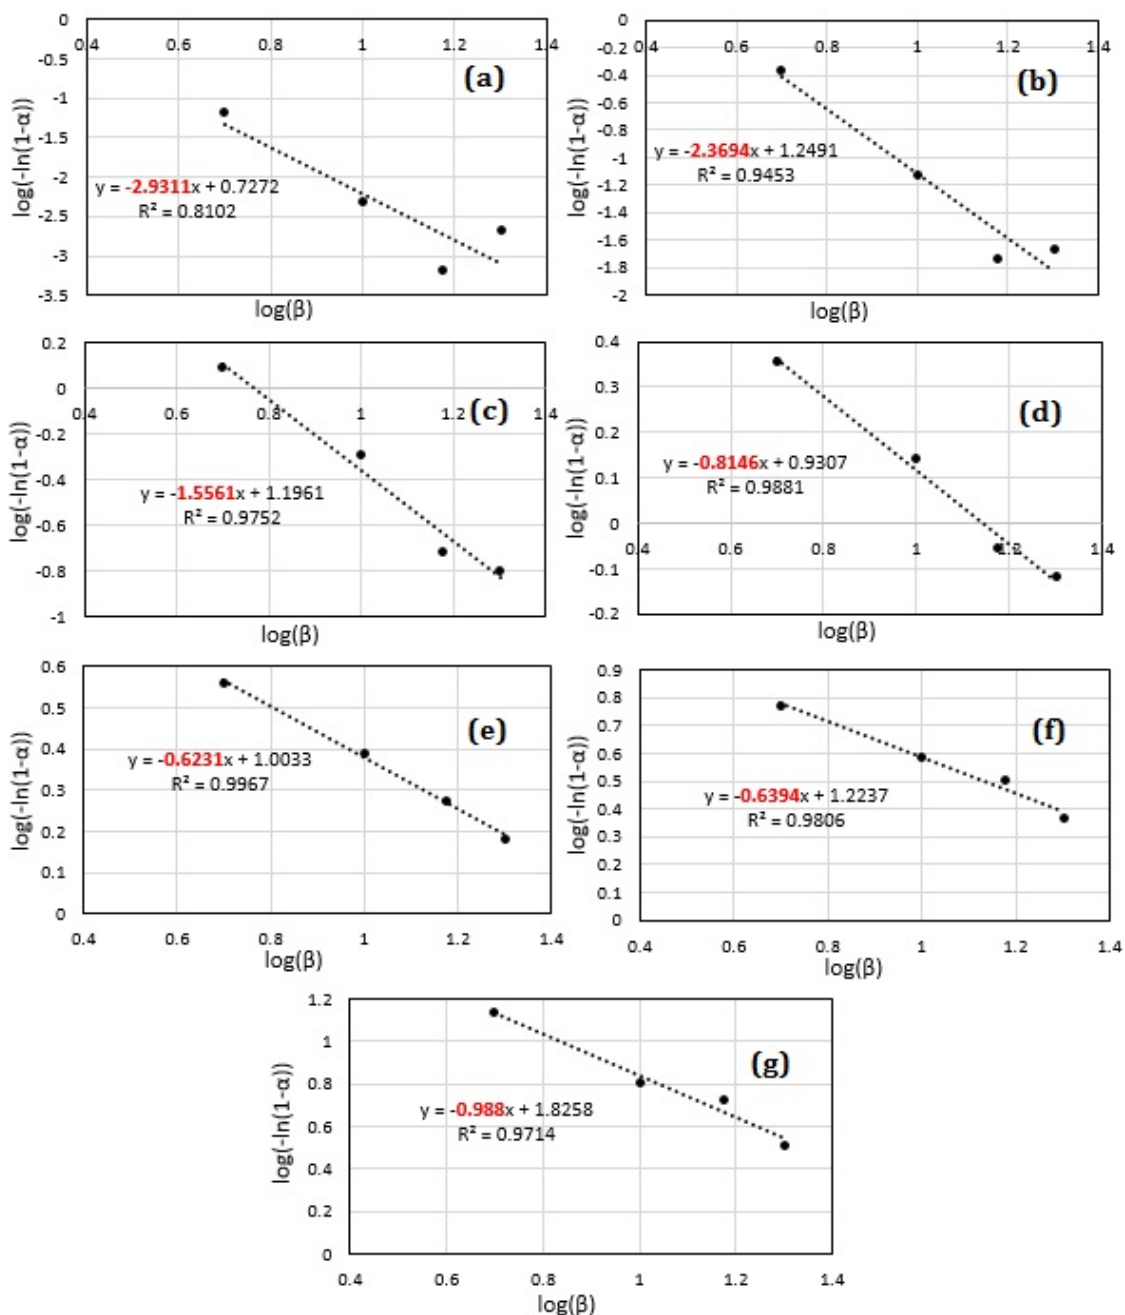 0
0.4 0.6 0.8 1 1.2 1.4
-0.5
-1
-1.5
-2
-2.5
-3
-3.5
(a)
y = -2.9311x + 0.7272
R² = 0.8102
log(-ln(1-α))
log(β)
0
0.4 0.6 0.8 1 1.2 1.4
-0.2
-0.4
-0.6
-0.8
-1
-1.2
-1.4
-1.6
-1.8
-2
(b)
y = -2.3694x + 1.2491
R² = 0.9453
log(-ln(1-α))
log(β)
0.2
0
0.4 0.6 0.8 1 1.2 1.4
-0.2
-0.4
-0.6
-0.8
-1
(c)
y = -1.5561x + 1.1961
R² = 0.9752
log(-ln(1-α))
log(β)
0.4
0.3
0.2
0.1
0
0.4 0.6 0.8 1 1.2 1.4
-0.1
-0.2
(d)
y = -0.8146x + 0.9307
R² = 0.9881
log(-ln(1-α))
log(β)
0.6
0.5
0.4
0.3
0.2
0.1
0
0.4 0.6 0.8 1 1.2 1.4
(e)
y = -0.6231x + 1.0033
R² = 0.9967
log(-ln(1-α))
log(β)
0.9
0.8
0.7
0.6
0.5
0.4
0.3
0.2
0.1
0
0.4 0.6 0.8 1 1.2 1.4
(f)
y = -0.6394x + 1.2237
R² = 0.9806
log(-ln(1-α))
log(β)
1.2
1
0.8
0.6
0.4
0.2
0
0.4 0.6 0.8 1 1.2 1.4
(g)
y = -0.988x + 1.8258
R² = 0.9714
log(-ln(1-α))
log(β)